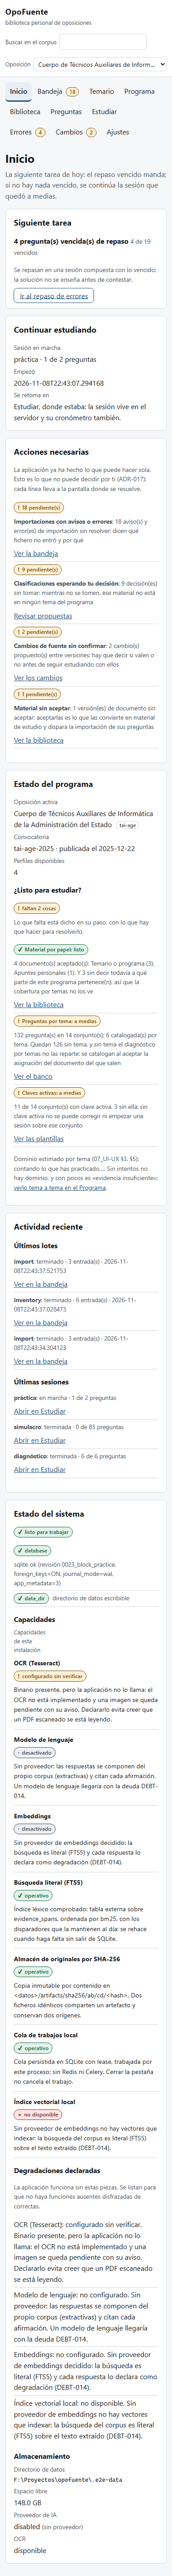 OpoFuente
biblioteca personal de oposiciones
Buscar en el corpus
Oposición Cuerpo de Técnicos Auxiliares de Inform…
Inicio Bandeja 18 Temario Programa
Biblioteca Preguntas Estudiar
Errores 4 Cambios 2 Ajustes
Inicio
La siguiente tarea de hoy: el repaso vencido manda;
si no hay nada vencido, se continúa la sesión que
quedó a medias.
Siguiente tarea
4 pregunta(s) vencida(s) de repaso 4 de 19
vencidos
Se repasan en una sesión compuesta con lo vencido:
la solución no se enseña antes de contestar.
Ir al repaso de errores
Continuar estudiando
Sesión en marcha
práctica · 1 de 2 preguntas
Empezó
2026-11-08T22:43:07.294168
Se retoma en
Estudiar, donde estaba: la sesión vive en el
servidor y su cronómetro también.
Acciones necesarias
La aplicación ya ha hecho lo que puede hacer sola.
Esto es lo que no puede decidir por ti (ADR-017):
cada línea lleva a la pantalla donde se resuelve.
! 18 pendiente(s)
Importaciones con avisos o errores: 18 aviso(s) y
error(es) de importación sin resolver: dicen qué
fichero no entró y por qué
Ver la bandeja
! 9 pendiente(s)
Clasificaciones esperando tu decisión: 9 decisión(es)
sin tomar: mientras no se tomen, ese material no está
en ningún tema del programa
Revisar propuestas
! 2 pendiente(s)
Cambios de fuente sin confirmar: 2 cambio(s)
propuesto(s) entre versiones: hay que decir si valen o
no antes de seguir estudiando con ellos
Ver los cambios
! 1 pendiente(s)
Material sin aceptar: 1 versión(es) de documento sin
aceptar: aceptarlas es lo que las convierte en material
de estudio y dispara la importación de sus preguntas
Ver la biblioteca
Estado del programa
Oposición activa
Cuerpo de Técnicos Auxiliares de Informática
de la Administración del Estado tai-age
Convocatoria
tai-age-2025 · publicada el 2025-12-22
Perfiles disponibles
4
¿Listo para estudiar?
! faltan 2 cosas
Lo que falta está dicho en su paso, con lo que hay
que hacer para resolverlo.
✓ Material por papel: listo
4 documento(s) aceptado(s): Temario o programa (3),
Apuntes personales (1). Y 3 sin decir todavía a qué
parte de este programa pertenece(n), así que la
cobertura por temas no los ve
Ver la biblioteca
! Preguntas por tema: a medias
132 pregunta(s) en 14 conjunto(s); 6 catalogada(s) por
tema. Quedan 126 sin tema, y sin tema el diagnóstico
por temas no las reparte: se catalogan al aceptar la
asignación del documento del que salen
Ver el banco
! Claves activas: a medias
11 de 14 conjunto(s) con clave activa. 3 sin ella: sin
clave activa no se puede corregir ni empezar una
sesión sobre ese conjunto
Ver las plantillas
Dominio estimado por tema (07_UI-UX §3, §5):
contando lo que has practicado.... Sin intentos no
hay dominio, y con pocos es «evidencia insuficiente»:
verlo tema a tema en el Programa.
Actividad reciente
Últimos lotes
import: terminado · 3 entrada(s) · 2026-11-
08T22:43:37.521753
Ver en la bandeja
inventory: terminado · 6 entrada(s) · 2026-11-
08T22:43:37.028473
Ver en la bandeja
import: terminado · 3 entrada(s) · 2026-11-
08T22:43:34.304123
Ver en la bandeja
Últimas sesiones
práctica: en marcha · 1 de 2 preguntas
Abrir en Estudiar
simulacro: terminada · 0 de 85 preguntas
Abrir en Estudiar
diagnóstico: terminada · 6 de 6 preguntas
Abrir en Estudiar
Estado del sistema
✓ listo para trabajar
✓ database
sqlite ok (revisión 0023_block_practice,
foreign_keys=ON, journal_mode=wal,
app_metadata=3)
✓ data_dir directorio de datos escribible
Capacidades
Capacidades
de esta
instalación
OCR (Tesseract)
! configurado sin verificar
Binario presente, pero la aplicación no lo llama: el
OCR no está implementado y una imagen se queda
pendiente con su aviso. Declararlo evita creer que
un PDF escaneado se está leyendo.
Modelo de lenguaje
· desactivado
Sin proveedor: las respuestas se componen del
propio corpus (extractivas) y citan cada afirmación.
Un modelo de lenguaje llegaría con la deuda DEBT-
014.
Embeddings
· desactivado
Sin proveedor de embeddings decidido: la
búsqueda es literal (FTS5) y cada respuesta lo
declara como degradación (DEBT-014).
Búsqueda literal (FTS5)
✓ operativo
Índice léxico comprobado: tabla externa sobre
evidence_spans, ordenada por bm25, con los
disparadores que la mantienen al día; se rehace
cuando haga falta sin salir de SQLite.
Almacén de originales por SHA-256
✓ operativo
Copia inmutable por contenido en
<datos>/artifacts/sha256/ab/cd/<hash>. Dos
ficheros idénticos comparten un artefacto y
conservan dos orígenes.
Cola de trabajos local
✓ operativo
Cola persistida en SQLite con lease, trabajada por
este proceso; sin Redis ni Celery. Cerrar la pestaña
no cancela el trabajo.
Índice vectorial local
× no disponible
Sin proveedor de embeddings no hay vectores que
indexar: la búsqueda del corpus es literal (FTS5)
sobre el texto extraído (DEBT-014).
Degradaciones declaradas
La aplicación funciona sin estas piezas. Se listan para
que no haya funciones ausentes disfrazadas de
correctas.
OCR (Tesseract): configurado sin verificar.
Binario presente, pero la aplicación no lo
llama: el OCR no está implementado y una
imagen se queda pendiente con su aviso.
Declararlo evita creer que un PDF escaneado
se está leyendo.
Modelo de lenguaje: no configurado. Sin
proveedor: las respuestas se componen del
propio corpus (extractivas) y citan cada
afirmación. Un modelo de lenguaje llegaría
con la deuda DEBT-014.
Embeddings: no configurado. Sin proveedor
de embeddings decidido: la búsqueda es
literal (FTS5) y cada respuesta lo declara como
degradación (DEBT-014).
Índice vectorial local: no disponible. Sin
proveedor de embeddings no hay vectores
que indexar: la búsqueda del corpus es literal
(FTS5) sobre el texto extraído (DEBT-014).
Almacenamiento
Directorio de datos
F:\Proyectos\opofuente\.e2e-data
Espacio libre
148.0 GB
Proveedor de IA
disabled (sin proveedor)
OCR
disponible